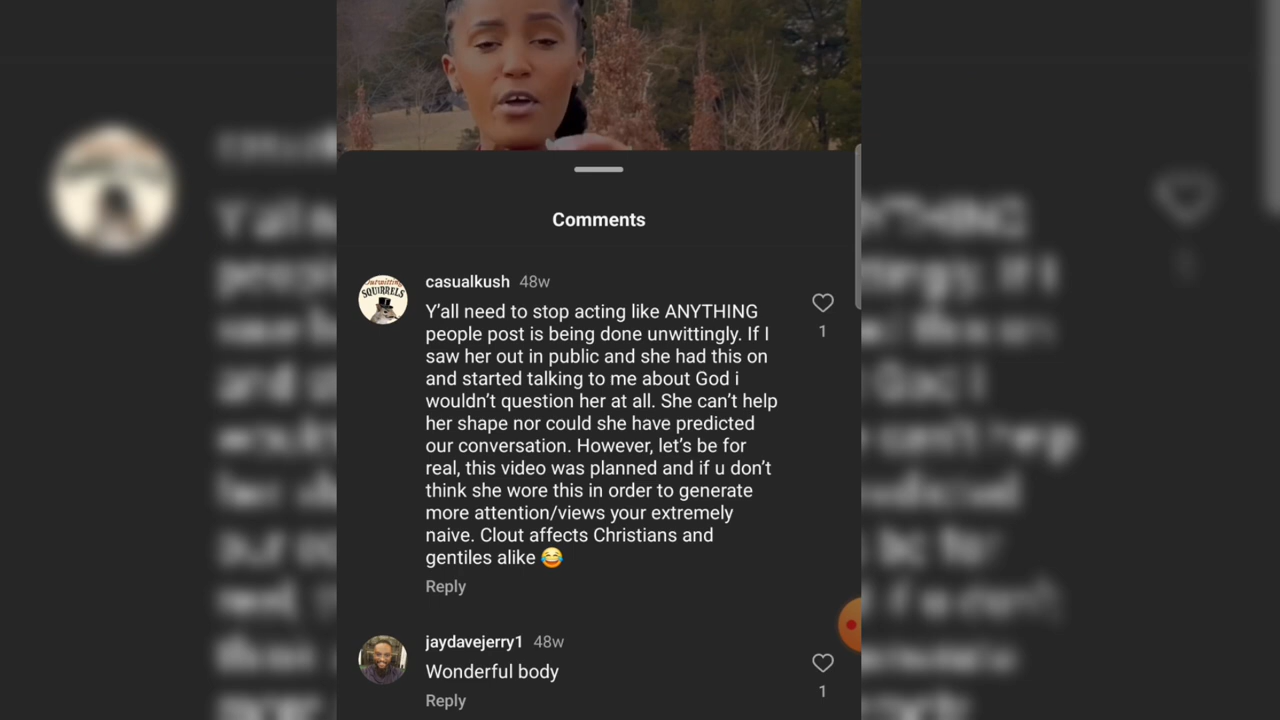 Comments
casualkush 48w
Outwitting
SQUIRRELS
Y'all need to stop acting like ANYTHING
people post is being done unwittingly. If I
saw her out in public and she had this on
and started talking to me about God i
wouldn't question her at all. She can't help
her shape nor could she have predicted
our conversation. However, let's be for
real, this video was planned and if u don't
think she wore this in order to generate
more attention/views your extremely
naive. Clout affects Christians and
gentiles alike 😂
1
Reply
jaydavejerry1 48w
Wonderful body
1
Reply